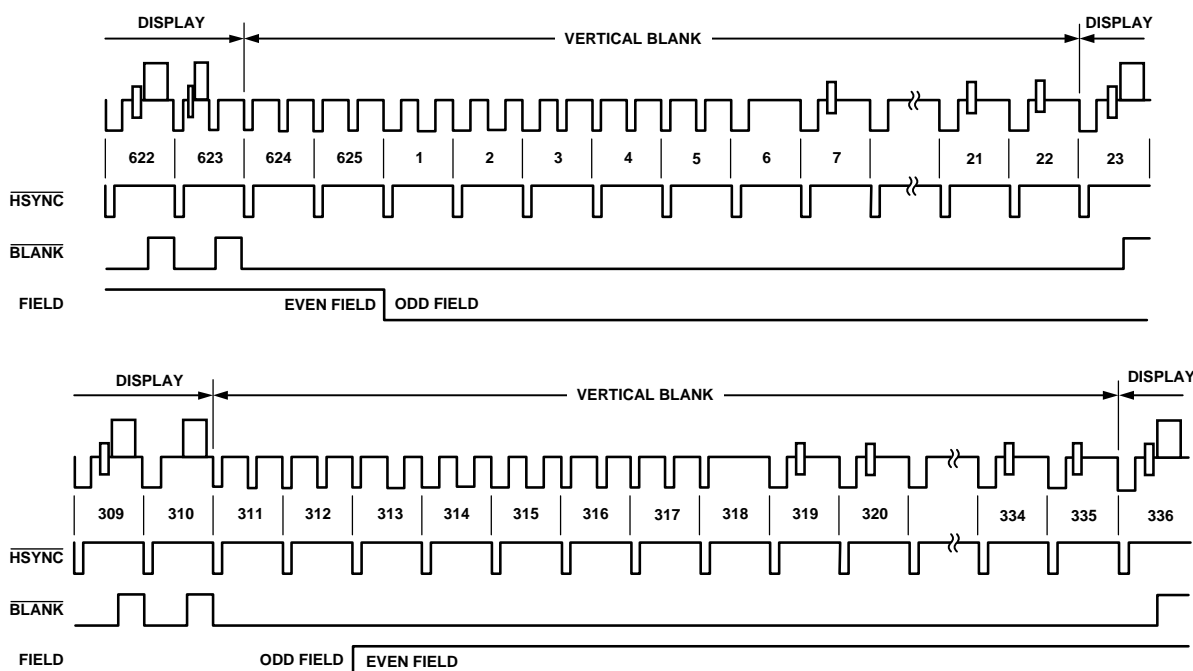 DISPLAY VERTICAL BLANK DISPLAY
622 623 624 625 1 2 3 4 5 6 7 21 22 23
HSYNC
BLANK
FIELD EVEN FIELD ODD FIELD
DISPLAY VERTICAL BLANK DISPLAY
309 310 311 312 313 314 315 316 317 318 319 320 334 335 336
HSYNC
BLANK
FIELD ODD FIELD EVEN FIELD